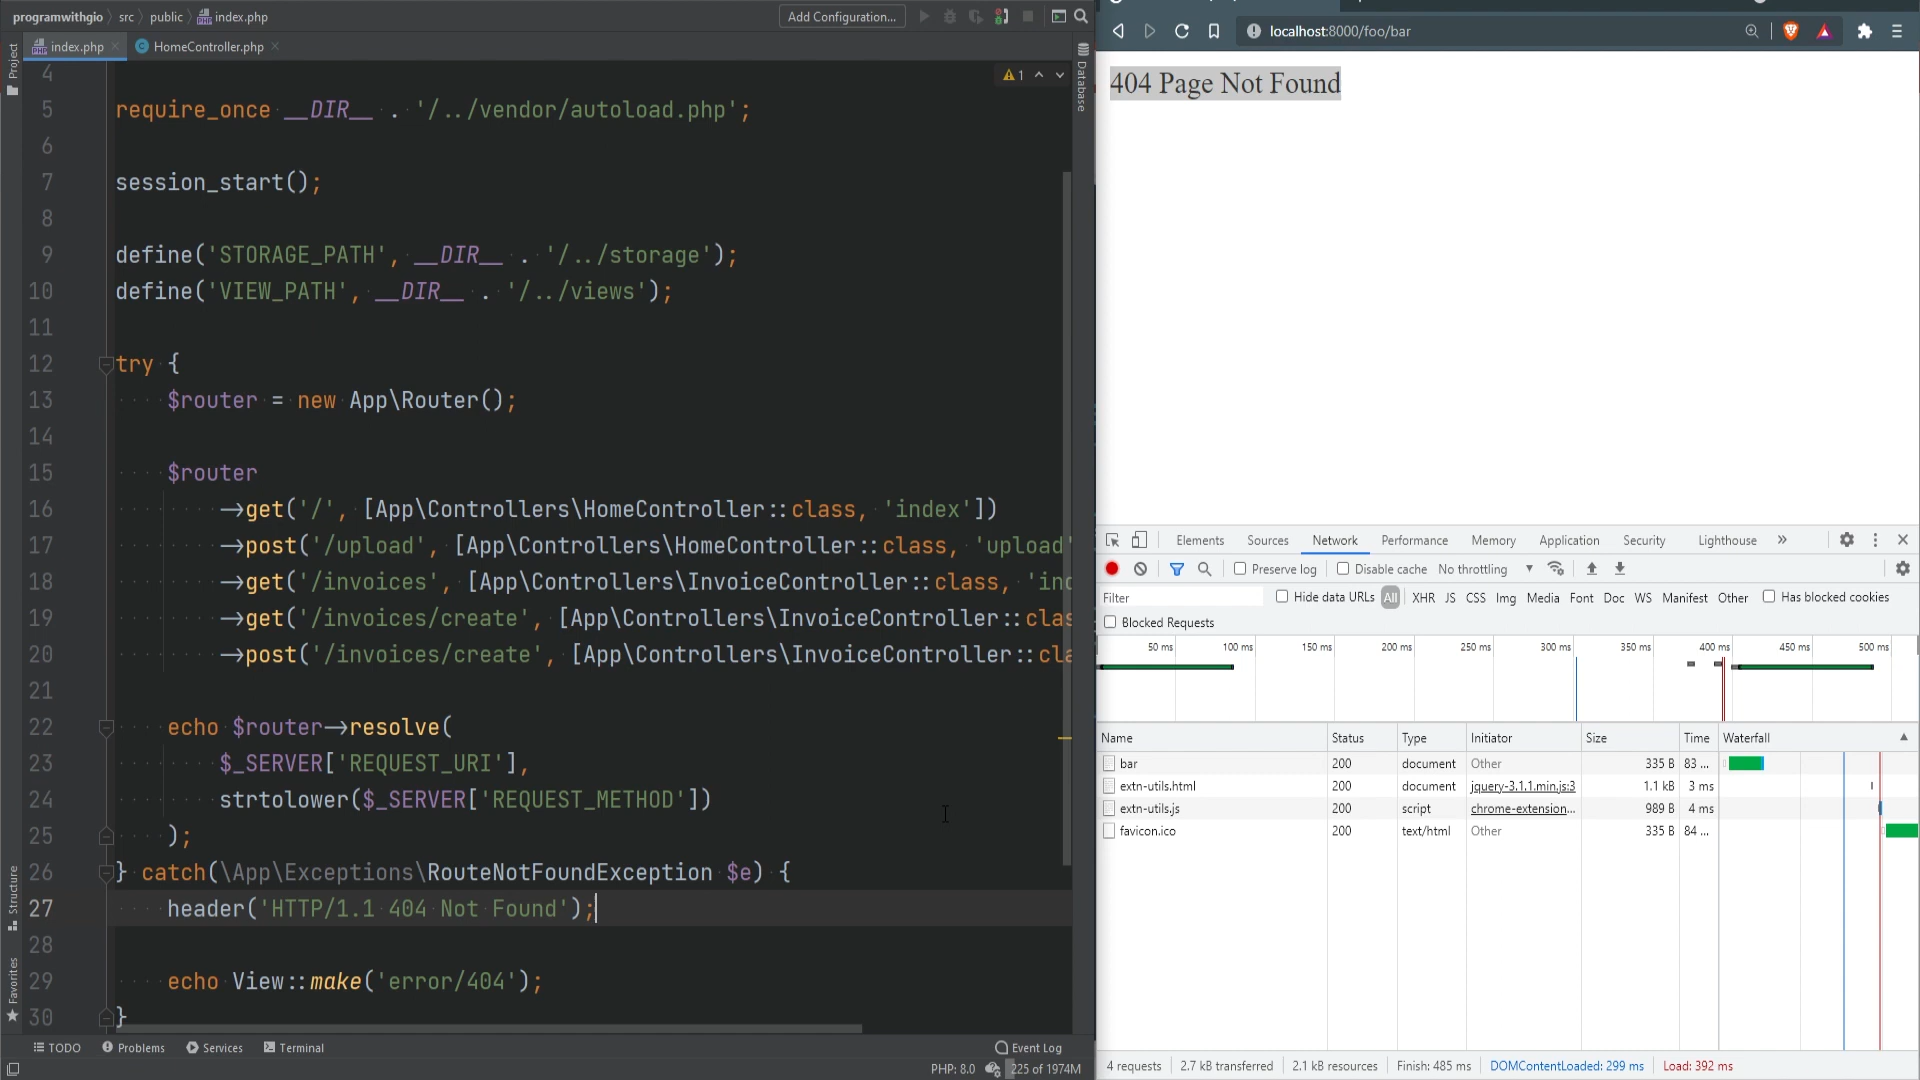 programwithgio src public index.php
Add Configuration...
index.php
HomeController.php
Project
Database
Structure
Favorites
1
4
5 require_once __DIR__ . '/../vendor/autoload.php';
6
7 session_start();
8
9 define('STORAGE_PATH', __DIR__ . '/../storage');
10 define('VIEW_PATH', __DIR__ . '/../views');
11
12 try {
13 $router = new App\Router();
14
15 $router
16 ->get('/', [App\Controllers\HomeController::class, 'index'])
17 ->post('/upload', [App\Controllers\HomeController::class, 'upload'
18 ->get('/invoices', [App\Controllers\InvoiceController::class, 'ind
19 ->get('/invoices/create', [App\Controllers\InvoiceController::clas
20 ->post('/invoices/create', [App\Controllers\InvoiceController::cla
21
22 echo $router->resolve(
23 $_SERVER['REQUEST_URI'],
24 strtolower($_SERVER['REQUEST_METHOD'])
25 );
26 } catch(\App\Exceptions\RouteNotFoundException $e) {
27 header('HTTP/1.1 404 Not Found');
28
29 echo View::make('error/404');
30 }
TODO Problems Services Terminal
Event Log
PHP: 8.0 225 of 1974M
localhost:8000/foo/bar
404 Page Not Found
Elements Sources Network Performance Memory Application Security Lighthouse »
Preserve log Disable cache No throttling
Filter Hide data URLs All XHR JS CSS Img Media Font Doc WS Manifest Other Has blocked cookies
Blocked Requests
50 ms 100 ms 150 ms 200 ms 250 ms 300 ms 350 ms 400 ms 450 ms 500 ms
Name Status Type Initiator Size Time Waterfall
bar 200 document Other 335 B 83 ...
extn-utils.html 200 document jquery-3.1.1.min.js:3 1.1 kB 3 ms
extn-utils.js 200 script chrome-extension... 989 B 4 ms
favicon.ico 200 text/html Other 335 B 84 ...
4 requests 2.7 kB transferred 2.1 kB resources Finish: 485 ms DOMContentLoaded: 299 ms Load: 392 ms